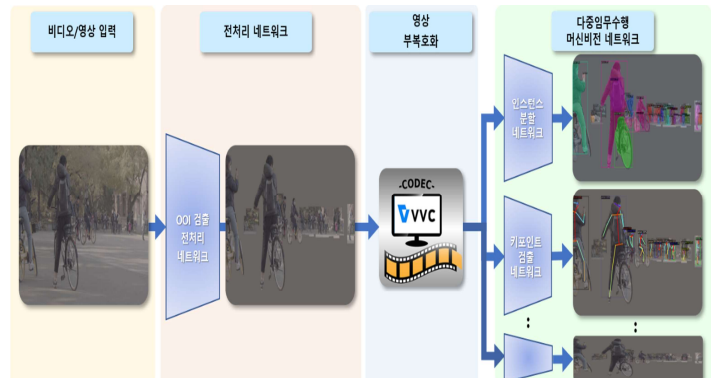 비디오/영상 입력
전처리 네트워크
영상
부복호화
다중임무수행
머신비전 네트워크
OOI 검출
전처리
네트워크
CODEC
VVC
인스턴스
분할
네트워크
키포인트
검출
네트워크